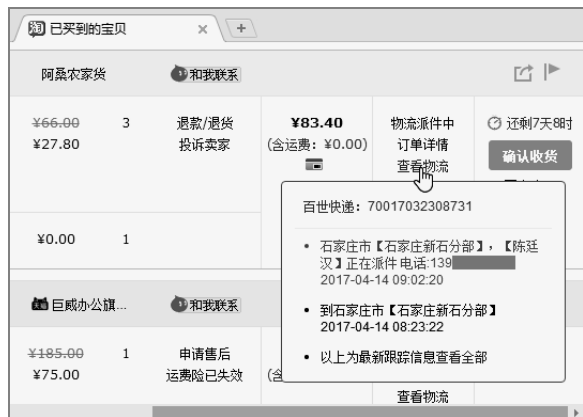 淘 已买到的宝贝 × +
阿桑农家货 和我联系
¥66.00 3 退款/退货 ¥83.40 物流派件中 还剩7天8时
¥27.80 投诉卖家 (含运费: ¥0.00) 订单详情 确认收货
查看物流
百世快递: 70017032308731
石家庄市【石家庄新石分部】,【陈廷
汉】正在派件 电话:139
2017-04-14 09:02:20
¥0.00 1
到石家庄市【石家庄新石分部】
2017-04-14 08:23:22
巨威办公旗... 和我联系
以上为最新跟踪信息查看全部
¥185.00 1 申请售后
¥75.00 运费险已失效 (含
查看物流